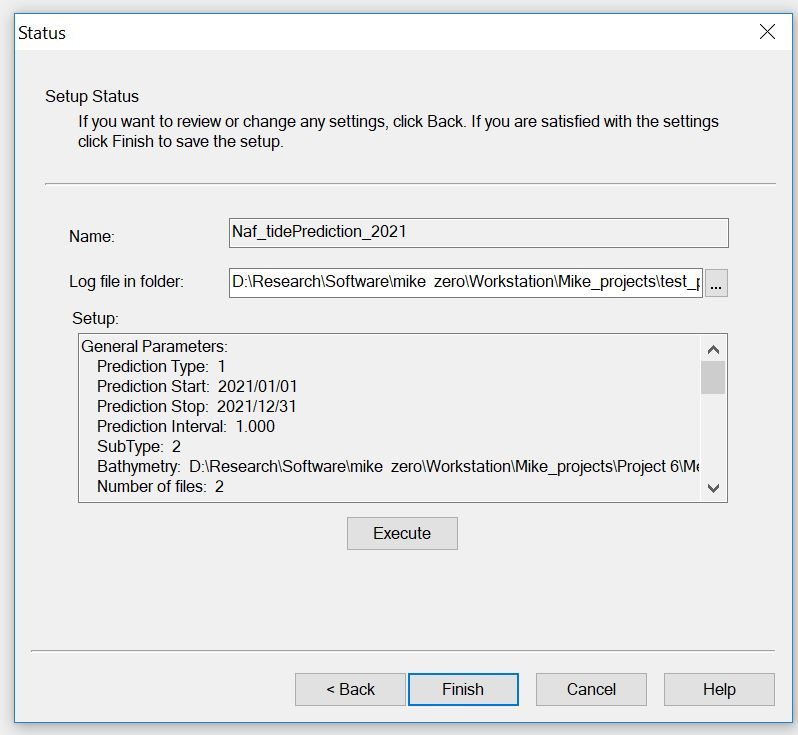 Status
Setup Status
If you want to review or change any settings, click Back. If you are satisfied with the settings
click Finish to save the setup.
Name:
Naf_tidePrediction_2021
Log file in folder:
D:\Research\Software\mike  zero\Workstation\Mike_projects\test_p
...
Setup:
General Parameters:
Prediction Type:  1
Prediction Start:  2021/01/01
Prediction Stop:  2021/12/31
Prediction Interval:  1.000
SubType:  2
Bathymetry:  D:\Research\Software\mike  zero\Workstation\Mike_projects\Project 6\Me
Number of files:  2
Execute
< Back
Finish
Cancel
Help